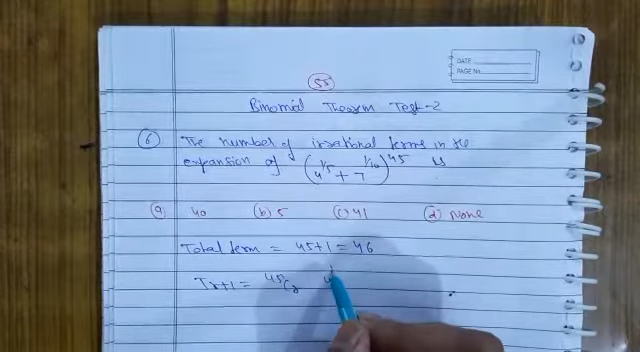 DATE
PAGE No.
55
Binomial Theorem Test-2
6 The number of irrational terms in the
expansion of (4^1/5 + 7^1/10)^45 is
(a) 40 (b) 5 (c) 41 (d) None
Total term = 45+1 = 46
Tr+1 = 45Cr 4